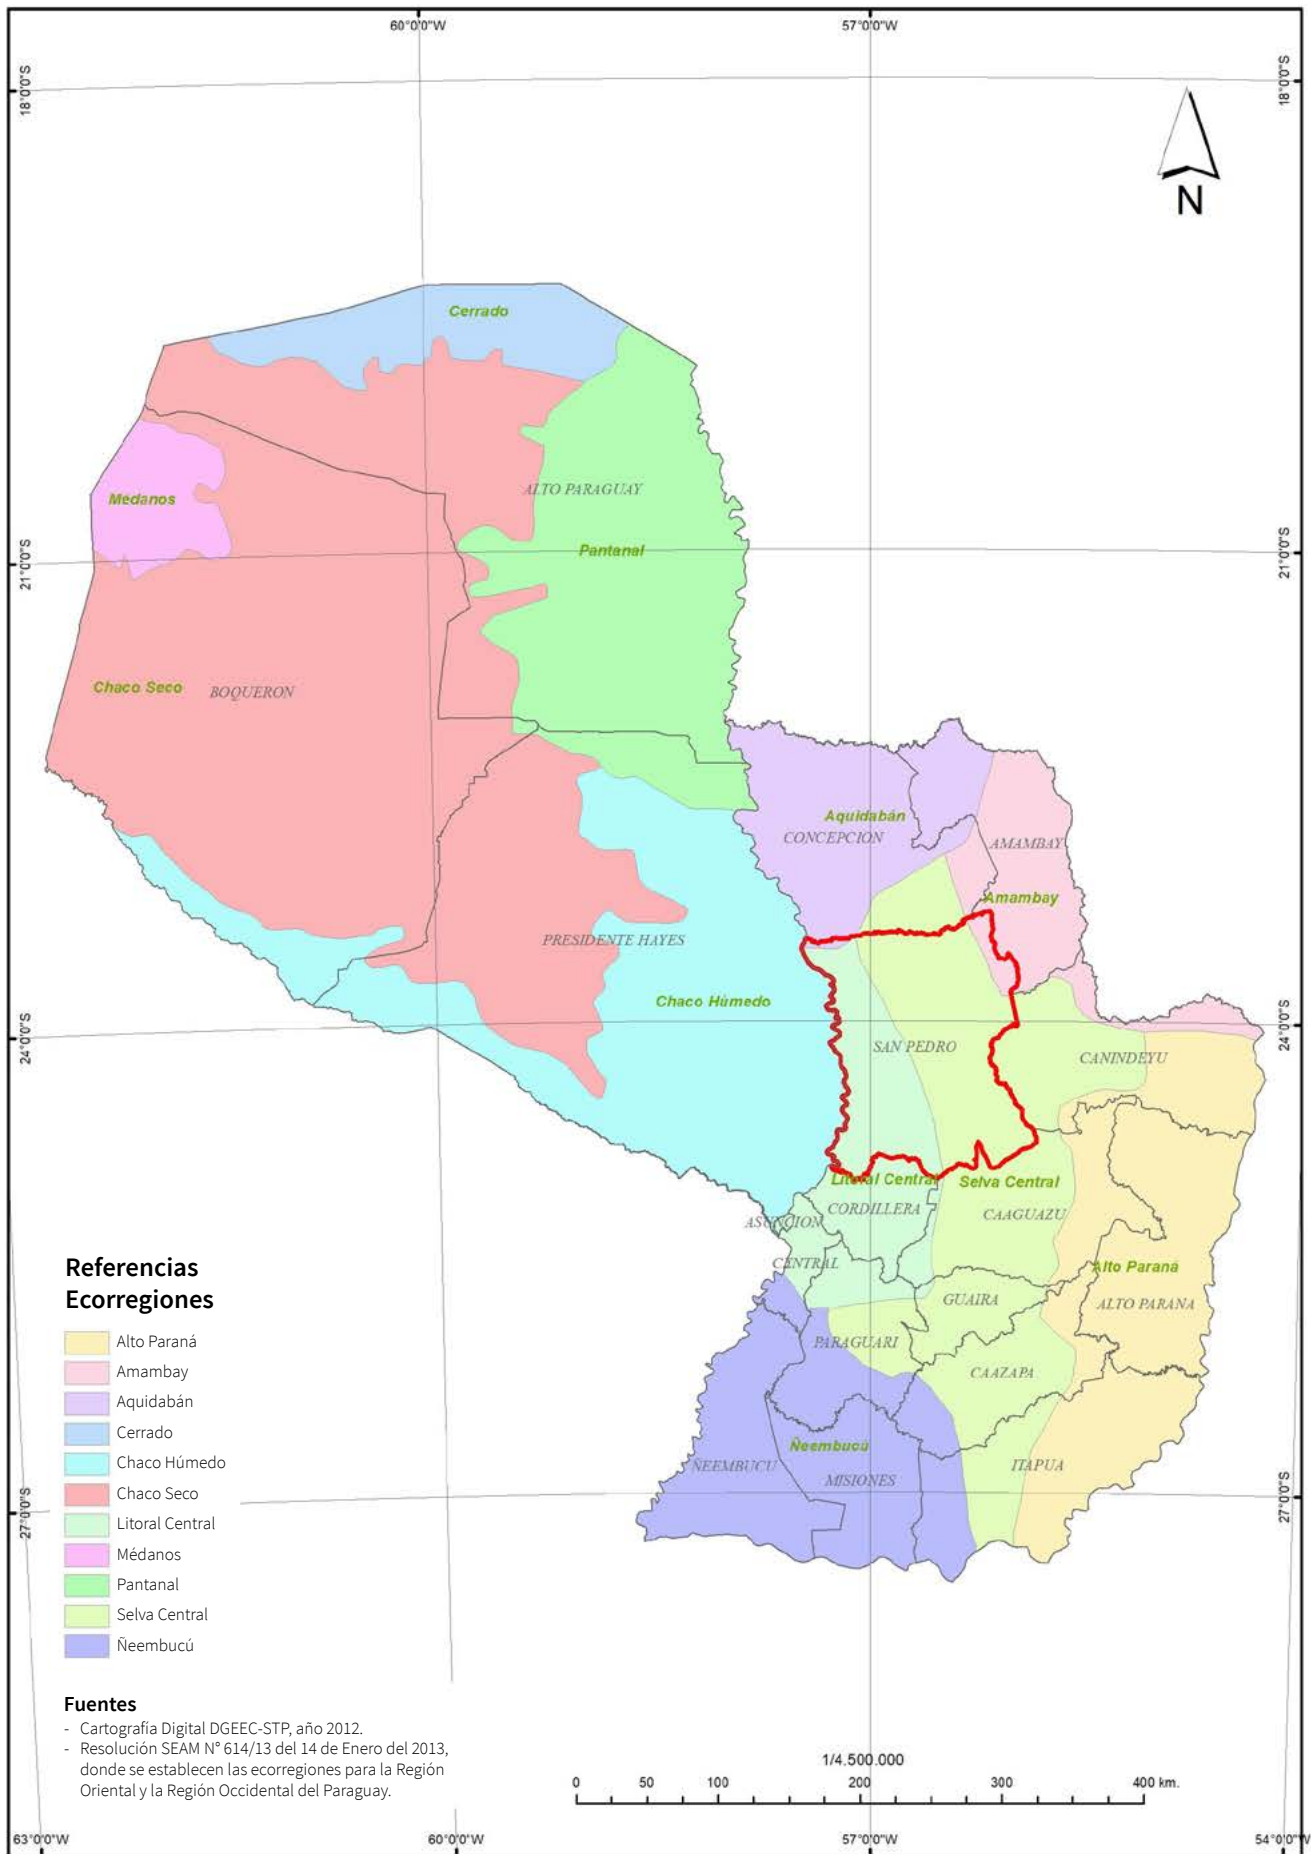 60°0'0"W
57°0'0"W
18°0'0"S
18°0'0"S
N
Cerrado
Médanos
ALTO PARAGUAY
Pantanal
21°0'0"S
21°0'0"S
Chaco Seco
BOQUERON
Aquidabán
CONCEPCION
AMAMBAY
Amambay
PRESIDENTE HAYES
Chaco Húmedo
24°0'0"S
24°0'0"S
SAN PEDRO
CANINDEYU
Litoral Central
Selva Central
CORDILLERA
CAAGUAZU
ASUNCION
CENTRAL
Alto Paraná
GUAIRA
ALTO PARANA
PARAGUARI
CAAZAPA
Ñeembucú
ÑEEMBUCU
MISIONES
ITAPUA
27°0'0"S
27°0'0"S
Referencias
Ecorregiones
Alto Paraná
Amambay
Aquidabán
Cerrado
Chaco Húmedo
Chaco Seco
Litoral Central
Médanos
Pantanal
Selva Central
Ñeembucú
Fuentes
- Cartografía Digital DGEEC-STP, año 2012.
- Resolución SEAM N° 614/13 del 14 de Enero del 2013,
donde se establecen las ecorregiones para la Región
Oriental y la Región Occidental del Paraguay.
1/4.500.000
0 50 100 200 300 400 km.
63°0'0"W
60°0'0"W
57°0'0"W
54°0'0"W